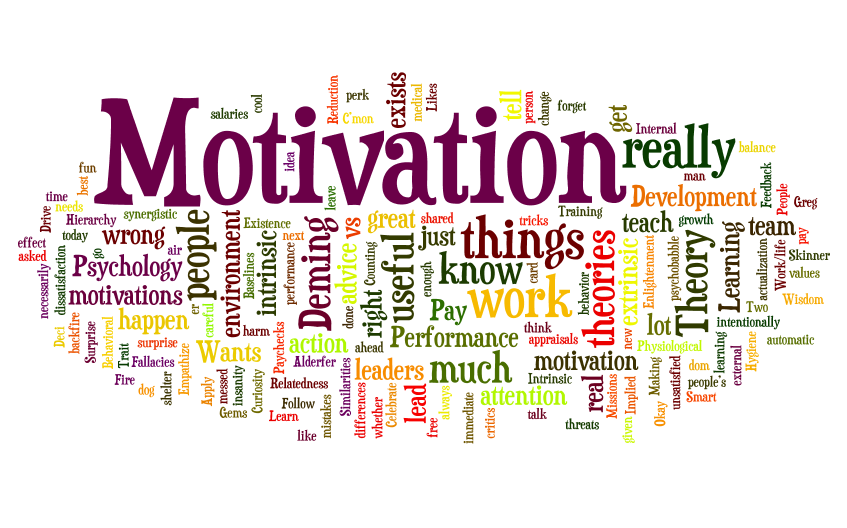 Motivation
salaries
cool
Reduction
perk
C'mon
exists
medical
Likes
tell
person
change
forget
get
Internal
really
balance
idea
fun
best
man
Development
Feedback
People
Greg
time
needs
Drive
Hierarchy
synergistic
leave
people
environment
Existence
next
Deming
vs
great
shared
tricks
Training
teach
growth
team
pay
effect
asked
today
wrong
go
air
dissatisfaction
necessarily
Psychology
motivations
er
Baselines
intrinsic
performance
advice
Counting
useful
just
things
know
enough
card
behavior
theories
extrinsic
Enlightenment
psychobabble
Theory
Learning
Two
actualization
Work/life
Skinner
values
Wisdom
Deci
backfire
Surprise
Behavioral
happen
careful
harm
done
right
Pay
work
new
lot
intentionally
Trait
surprise
Fallacies
Empathize
Wants
Paychecks
action
ahead
Performance
think
appraisals
Physiological
learning
external
Hygiene
automatic
Fire
dog
shelter
Apply
messed
insanity
Curiosity
Alderfer
Relatedness
Similarities
leaders
much
motivation
Intrinsic
real
Missions
Implied
Making
dom
people's
unsatisfied
Smart
Gems
Learn
Follow
mistakes
differences
whether
Celebrate
lead
free
always
immediate
attention
critics
talk
threats
given
Okay
like